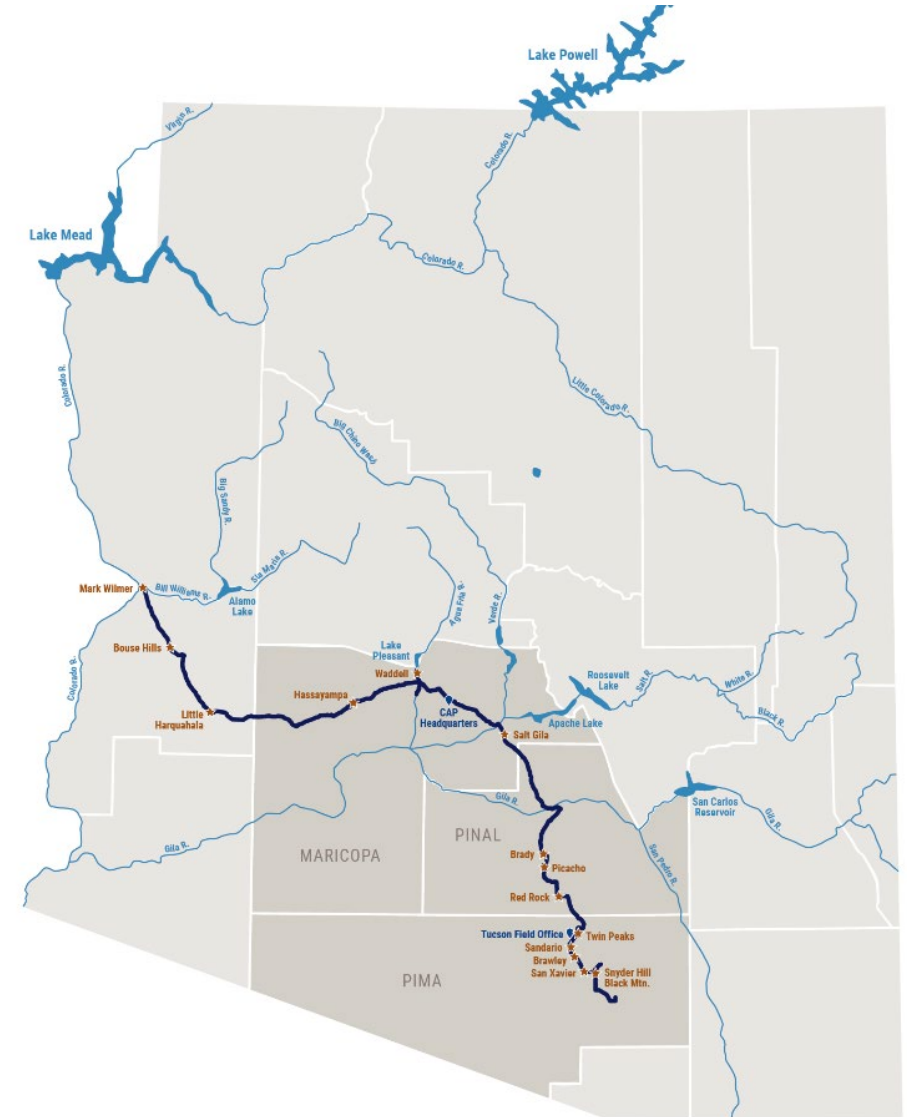 Lake Powell
Virgin R.
Colorado R.
Lake Mead
Colorado R.
Colorado R.
Little Colorado R.
Big Chino Wash
Big Sandy R.
Sta Maria R.
Mark Wilmer
Bill Williams R.
Alamo
Lake
Agua Fria R.
Verde R.
Bouse Hills
Lake
Pleasant
Waddell
Colorado R.
Roosevelt
Lake
Salt R.
White R.
Hassayampa
Little
Harquahala
CAP
Headquarters
Apache Lake
Black R.
Salt Gila
San Carlos
Reservoir
Gila R.
Gila R.
Gila R.
PINAL
MARICOPA
Brady
Picacho
San Pedro R.
Red Rock
Tucson Field Office
Twin Peaks
Sandario
Brawley
San Xavier
Snyder Hill
Black Mtn.
PIMA